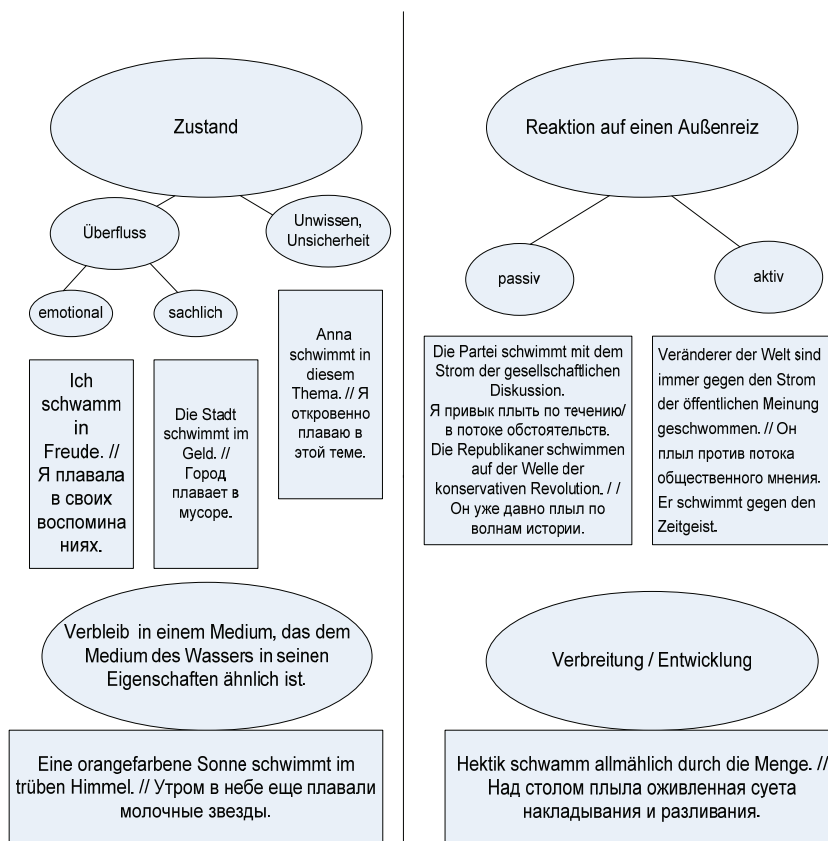 Zustand
Überfluss
Unwissen,
Unsicherheit
emotional
sachlich
Ich
schwamm
in
Freude. //
Я плавала
в своих
воспомина
ниях.
Die Stadt
schwimmt im
Geld. //
Город
плавает в
мусоре.
Anna
schwimmt in
diesem
Thema. // Я
откровенно
плаваю в
этой теме.
Verbleib in einem Medium, das dem
Medium des Wassers in seinen
Eigenschaften ähnlich ist.
Eine orangefarbene Sonne schwimmt im
trüben Himmel. // Утром в небе еще плавали
молочные звезды.
Reaktion auf einen Außenreiz
passiv
aktiv
Die Partei schwimmt mit dem
Strom der gesellschaftlichen
Diskussion.
Я привык плыть по течению/
в потоке обстоятельств.
Die Republikaner schwimmen
auf der Welle der
konservativen Revolution. / /
Он уже давно плыл по
волнам истории.
Veränderer der Welt sind
immer gegen den Strom
der öffentlichen Meinung
geschwommen. // Он
плыл против потока
общественного мнения.
Er schwimmt gegen den
Zeitgeist.
Verbreitung / Entwicklung
Hektik schwamm allmählich durch die Menge. //
Над столом плыла оживленная суета
накладывания и разливания.